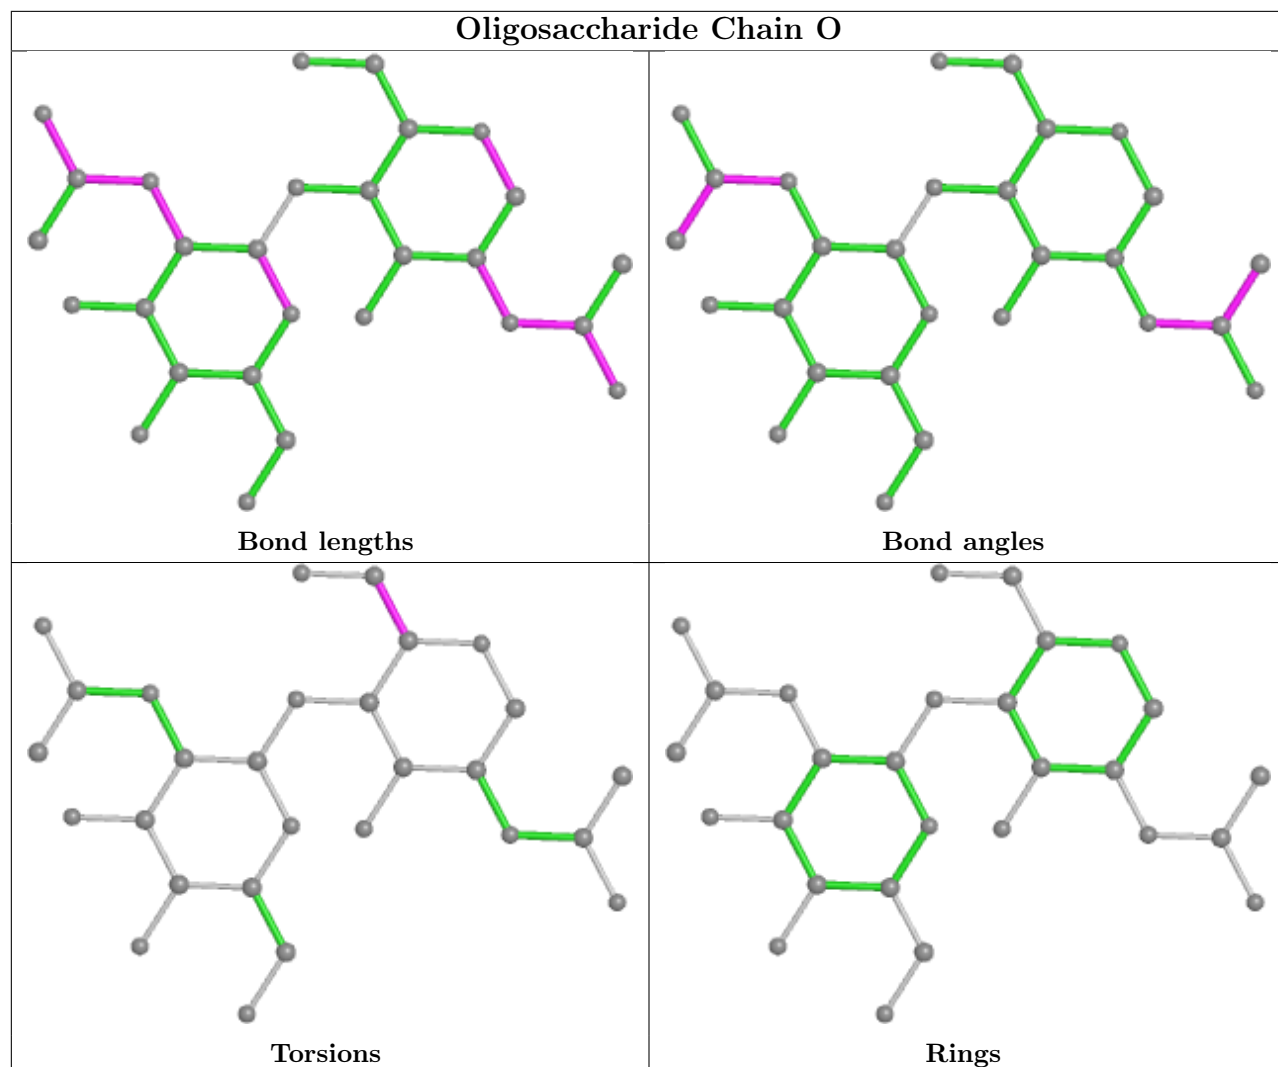 Oligosaccharide Chain O
Bond lengths
Bond angles
Torsions
Rings